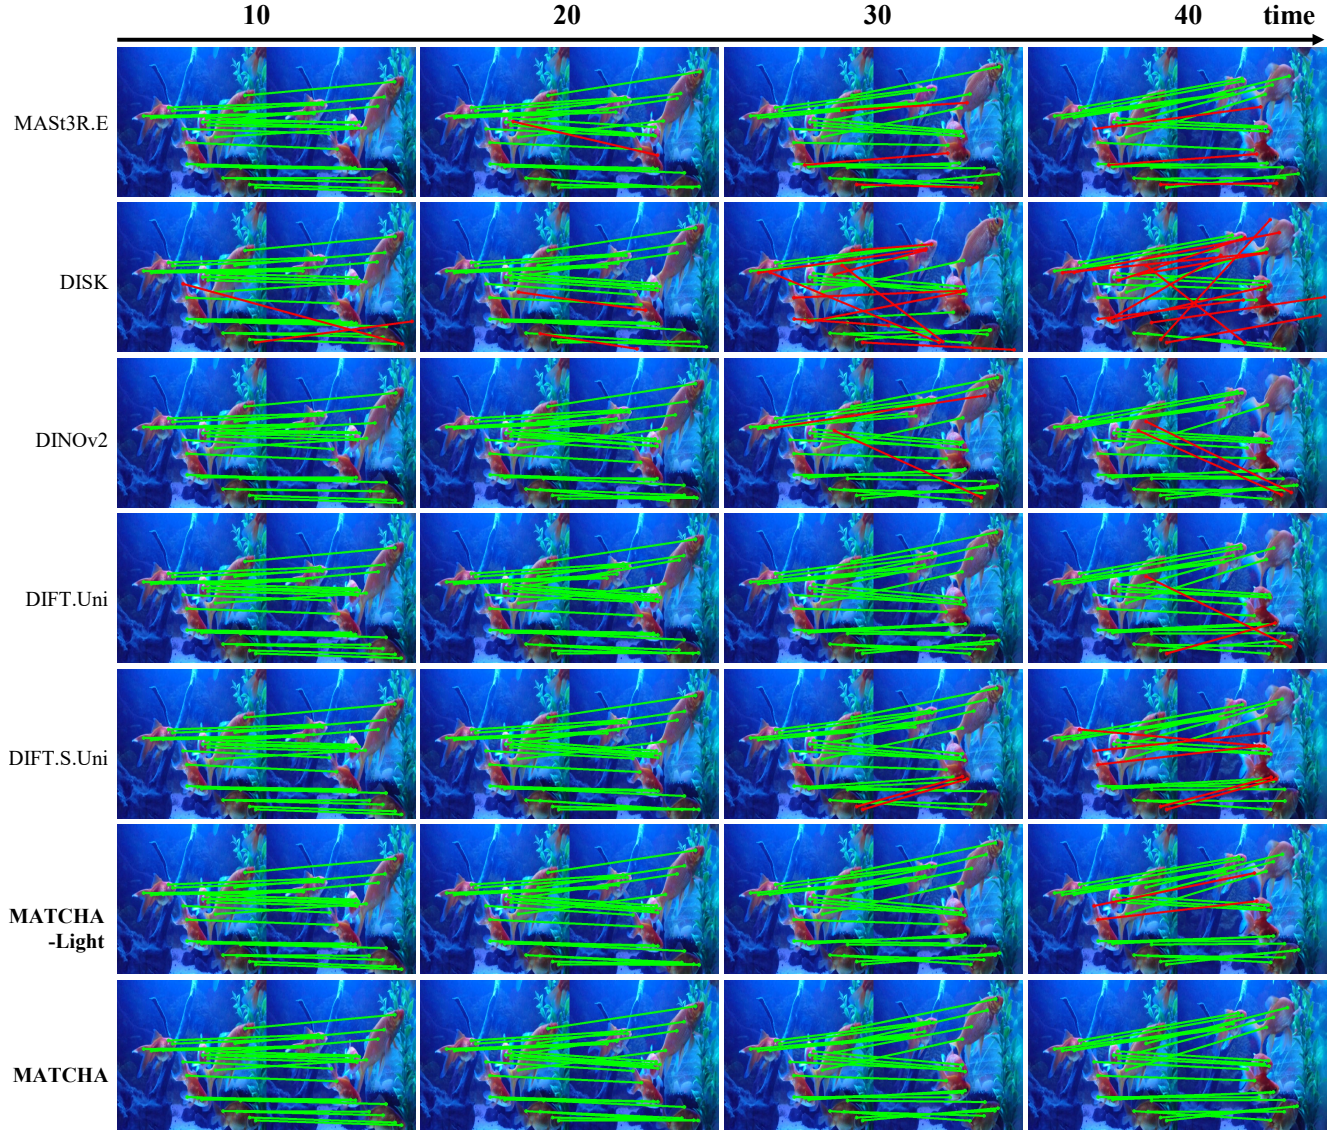 10 20 30 40 time
MASt3R.E
DISK
DINOv2
DIFT.Uni
DIFT.S.Uni
MATCHA
-Light
MATCHA